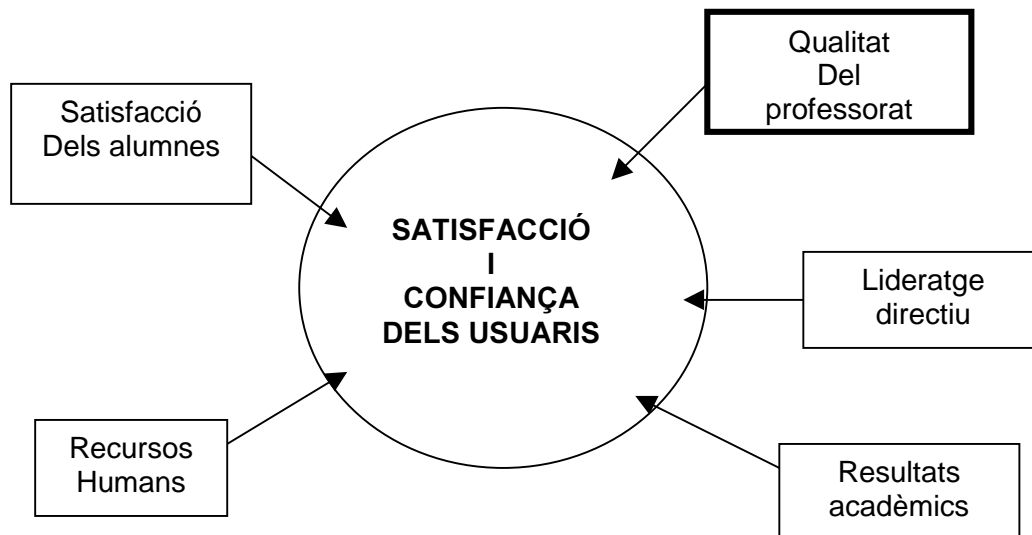 Qualitat
Del
professorat
Satisfacció
Dels alumnes
SATISFACCIÓ
I
CONFIANÇA
DELS USUARIS
Lideratge
directiu
Recursos
Humans
Resultats
acadèmics